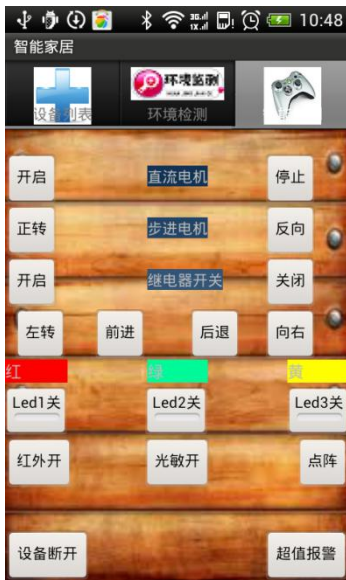 10:48
智能家居
设备列表
环境监测
环境检测
开启 直流电机 停止
正转 步进电机 反向
开启 继电器开关 关闭
左转 前进 后退 向右
红 绿 黄
Led1关 Led2关 Led3关
红外开 光敏开 点阵
设备断开 超值报警